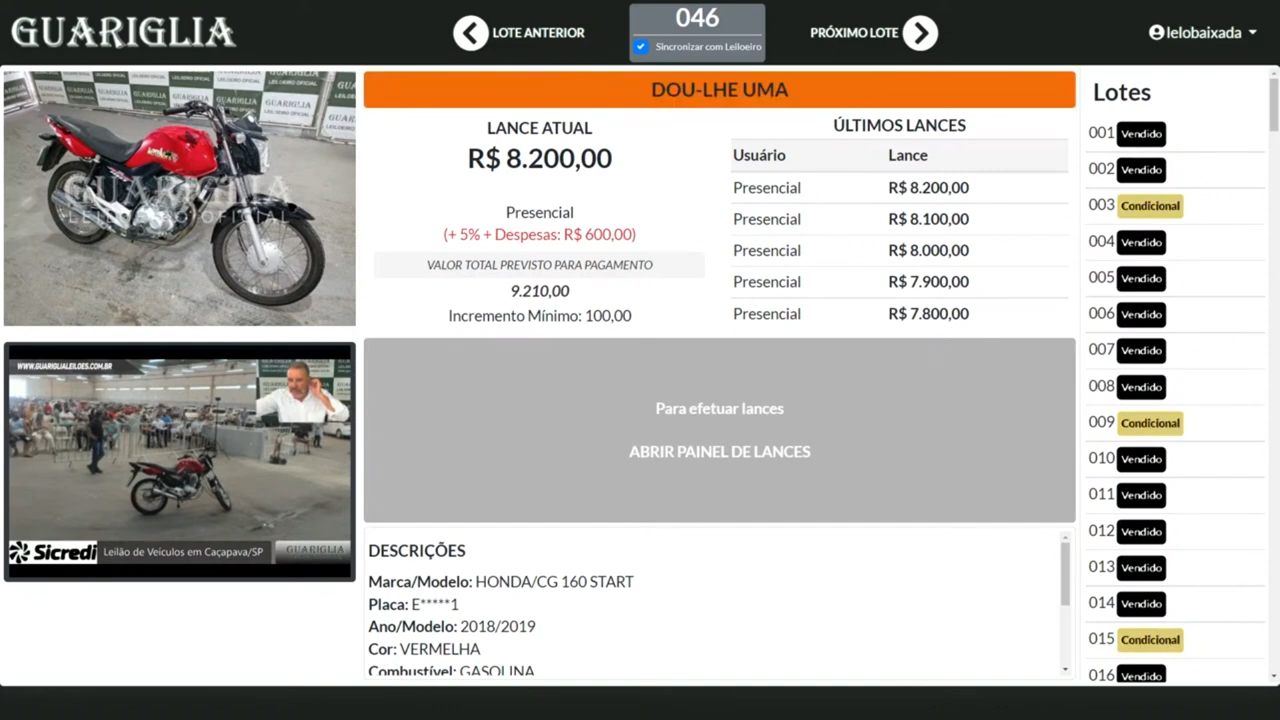 GUARIGLIA
LOTE ANTERIOR
046
Sincronizar com Leiloeiro
PRÓXIMO LOTE
lelobaixada
GUARIGLIA
LEILOEIRO OFICIAL
DOU-LHE UMA
LANCE ATUAL
R$ 8.200,00
Presencial
(+ 5% + Despesas: R$ 600,00)
VALOR TOTAL PREVISTO PARA PAGAMENTO
9.210,00
Incremento Mínimo: 100,00
ÚLTIMOS LANCES
Usuário Lance
Presencial R$ 8.200,00
Presencial R$ 8.100,00
Presencial R$ 8.000,00
Presencial R$ 7.900,00
Presencial R$ 7.800,00
Para efetuar lances
ABRIR PAINEL DE LANCES
WWW.GUARIGLIALEILOES.COM.BR
Sicredi
Leilão de Veículos em Caçapava/SP
GUARIGLIA
DESCRIÇÕES
Marca/Modelo: HONDA/CG 160 START
Placa: E*****1
Ano/Modelo: 2018/2019
Cor: VERMELHA
Combustível: GASOLINA
Lotes
001 Vendido
002 Vendido
003 Condicional
004 Vendido
005 Vendido
006 Vendido
007 Vendido
008 Vendido
009 Condicional
010 Vendido
011 Vendido
012 Vendido
013 Vendido
014 Vendido
015 Condicional
016 Vendido